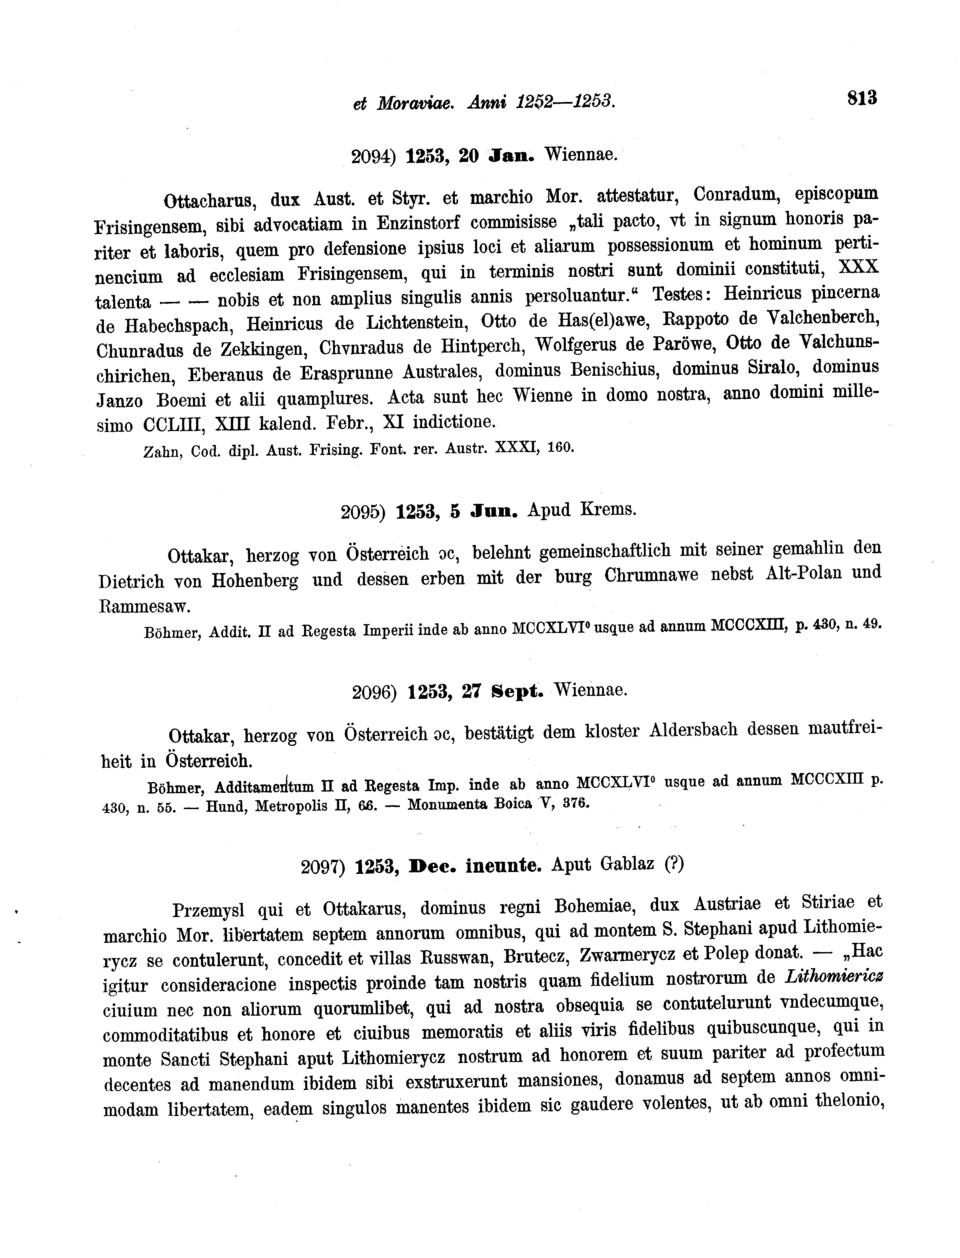 et Moraviae. Anni 1252—1253. 813
2094) 1253, 20 Jan. Wiennae.
Ottacharus, dux Aust. et Styr. et marchio Mor. attestatur, Conradum, episcopum
Frisingensem, sibi advocatiam in Enzinstorf commisisse „tali pacto, vt in signum honoris pa-
riter et laboris, quem pro defensione ipsius loci et aliarum possessionum et hominum perti-
nencium ad ecclesiam Frisingensem, qui in terminis nostri sunt dominii constituti, XXX
talenta — — nobis et non amplius singulis annis persoluantur.“ Testes: Heinricus pincerna
de Habechspach, Heinricus de Lichtenstein, Otto de Has(el)awe, Rappoto de Valchenberch,
Chunradus de Zekkingen, Chvnradus de Hintperch, Wolfgerus de Paröwe, Otto de Valchuns-
chirichen, Eberanus de Erasprunne Australes, dominus Benischius, dominus Siralo, dominus
Janzo Boemi et alii quamplures. Acta sunt hec Wienne in domo nostra, anno domini mille-
simo CCLIII, XIII kalend. Febr., XI indictione.
Zahn, Cod. dipl. Aust. Frising. Font. rer. Austr. XXXI, 160.
2095) 1253, 5 Jun. Apud Krems.
Ottakar, herzog von Österreich ɔc, belehnt gemeinschaftlich mit seiner gemahlin den
Dietrich von Hohenberg und dessen erben mit der burg Chrumnawe nebst Alt-Polan und
Rammesaw.
Böhmer, Addit. II ad Regesta Imperii inde ab anno MCCXLVI⁰ usque ad annum MCCCXIII, p. 430, n. 49.
2096) 1253, 27 Sept. Wiennae.
Ottakar, herzog von Österreich ɔc, bestätigt dem kloster Aldersbach dessen mautfrei-
heit in Österreich.
Böhmer, Additamentum II ad Regesta Imp. inde ab anno MCCXLVI⁰ usque ad annum MCCCXIII p.
430, n. 55. — Hund, Metropolis II, 66. — Monumenta Boica V, 376.
2097) 1253, Dec. ineunte. Aput Gablaz (?)
Przemysl qui et Ottakarus, dominus regni Bohemiae, dux Austriae et Stiriae et
marchio Mor. libertatem septem annorum omnibus, qui ad montem S. Stephani apud Lithomie-
rycz se contulerunt, concedit et villas Russwan, Brutecz, Zwarmerycz et Polep donat. — „Hac
igitur consideracione inspectis proinde tam nostris quam fidelium nostrorum de Lithomiericz
ciuium nec non aliorum quorumlibet, qui ad nostra obsequia se contutelurunt vndecumque,
commoditatibus et honore et ciuibus memoratis et aliis viris fidelibus quibuscunque, qui in
monte Sancti Stephani aput Lithomierycz nostrum ad honorem et suum pariter ad profectum
decentes ad manendum ibidem sibi exstruxerunt mansiones, donamus ad septem annos omni-
modam libertatem, eadem singulos manentes ibidem sic gaudere volentes, ut ab omni thelonio,